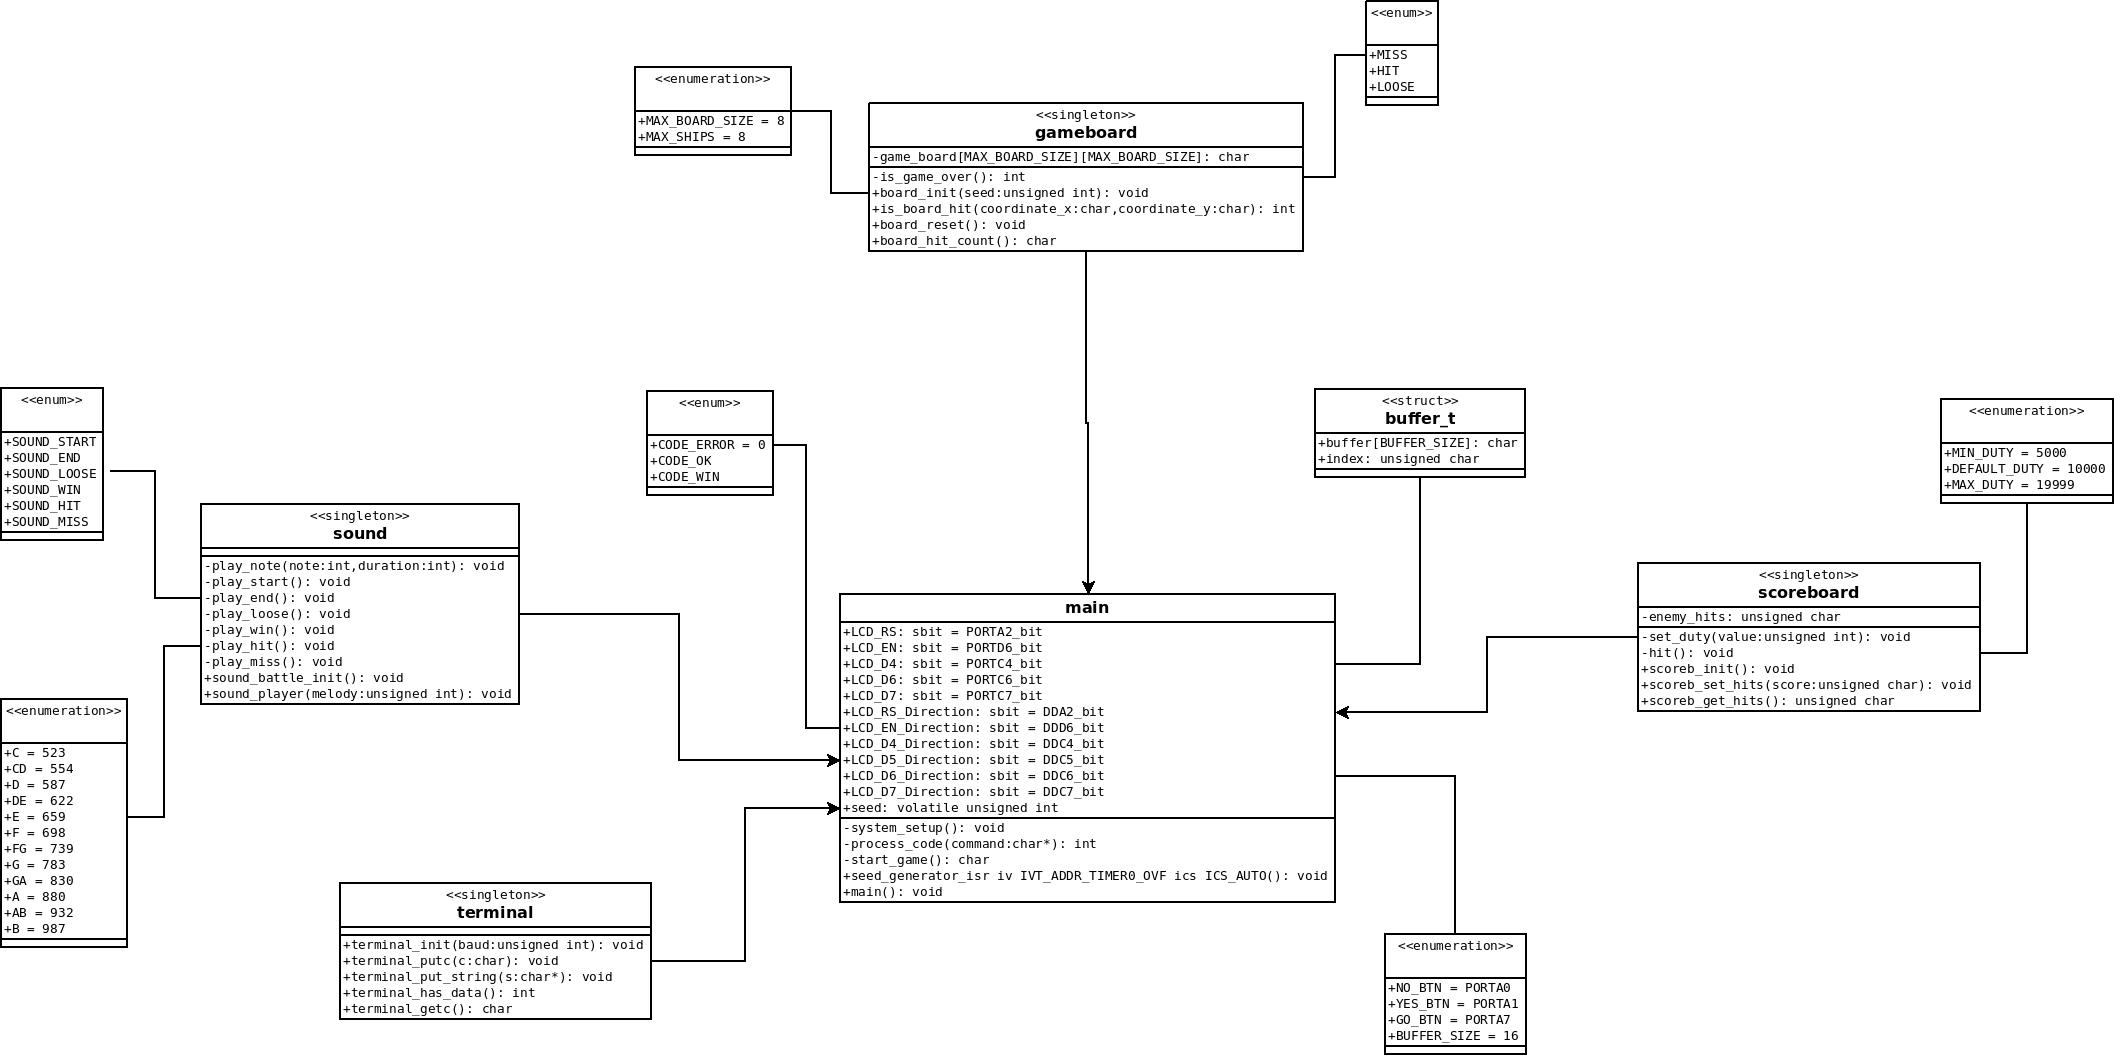 <<enum>>
+MISS
+HIT
+LOOSE
<<enumeration>>
+MAX_BOARD_SIZE = 8
+MAX_SHIPS = 8
<<singleton>>
gameboard
-game_board[MAX_BOARD_SIZE][MAX_BOARD_SIZE]: char
-is_game_over(): int
+board_init(seed:unsigned int): void
+is_board_hit(coordinate_x:char,coordinate_y:char): int
+board_reset(): void
+board_hit_count(): char
<<enum>>
+SOUND_START
+SOUND_END
+SOUND_LOOSE
+SOUND_WIN
+SOUND_HIT
+SOUND_MISS
<<enum>>
+CODE_ERROR = 0
+CODE_OK
+CODE_WIN
<<struct>>
buffer_t
+buffer[BUFFER_SIZE]: char
+index: unsigned char
<<enumeration>>
+MIN_DUTY = 5000
+DEFAULT_DUTY = 10000
+MAX_DUTY = 19999
<<singleton>>
sound
-play_note(note:int,duration:int): void
-play_start(): void
-play_end(): void
-play_loose(): void
-play_win(): void
-play_hit(): void
-play_miss(): void
+sound_battle_init(): void
+sound_player(melody:unsigned int): void
<<singleton>>
scoreboard
-enemy_hits: unsigned char
-set_duty(value:unsigned int): void
-hit(): void
+scoreb_init(): void
+scoreb_set_hits(score:unsigned char): void
+scoreb_get_hits(): unsigned char
main
+LCD_RS: sbit = PORTA2_bit
+LCD_EN: sbit = PORTD6_bit
+LCD_D4: sbit = PORTC4_bit
+LCD_D6: sbit = PORTC6_bit
+LCD_D7: sbit = PORTC7_bit
+LCD_RS_Direction: sbit = DDA2_bit
+LCD_EN_Direction: sbit = DDD6_bit
+LCD_D4_Direction: sbit = DDC4_bit
+LCD_D5_Direction: sbit = DDC5_bit
+LCD_D6_Direction: sbit = DDC6_bit
+LCD_D7_Direction: sbit = DDC7_bit
+seed: volatile unsigned int
-system_setup(): void
-process_code(command:char*): int
-start_game(): char
+seed_generator_isr iv IVT_ADDR_TIMER0_OVF ics ICS_AUTO(): void
+main(): void
<<enumeration>>
+C = 523
+CD = 554
+D = 587
+DE = 622
+E = 659
+F = 698
+FG = 739
+G = 783
+GA = 830
+A = 880
+AB = 932
+B = 987
<<singleton>>
terminal
+terminal_init(baud:unsigned int): void
+terminal_putc(c:char): void
+terminal_put_string(s:char*): void
+terminal_has_data(): int
+terminal_getc(): char
<<enumeration>>
+NO_BTN = PORTA0
+YES_BTN = PORTA1
+GO_BTN = PORTA7
+BUFFER_SIZE = 16